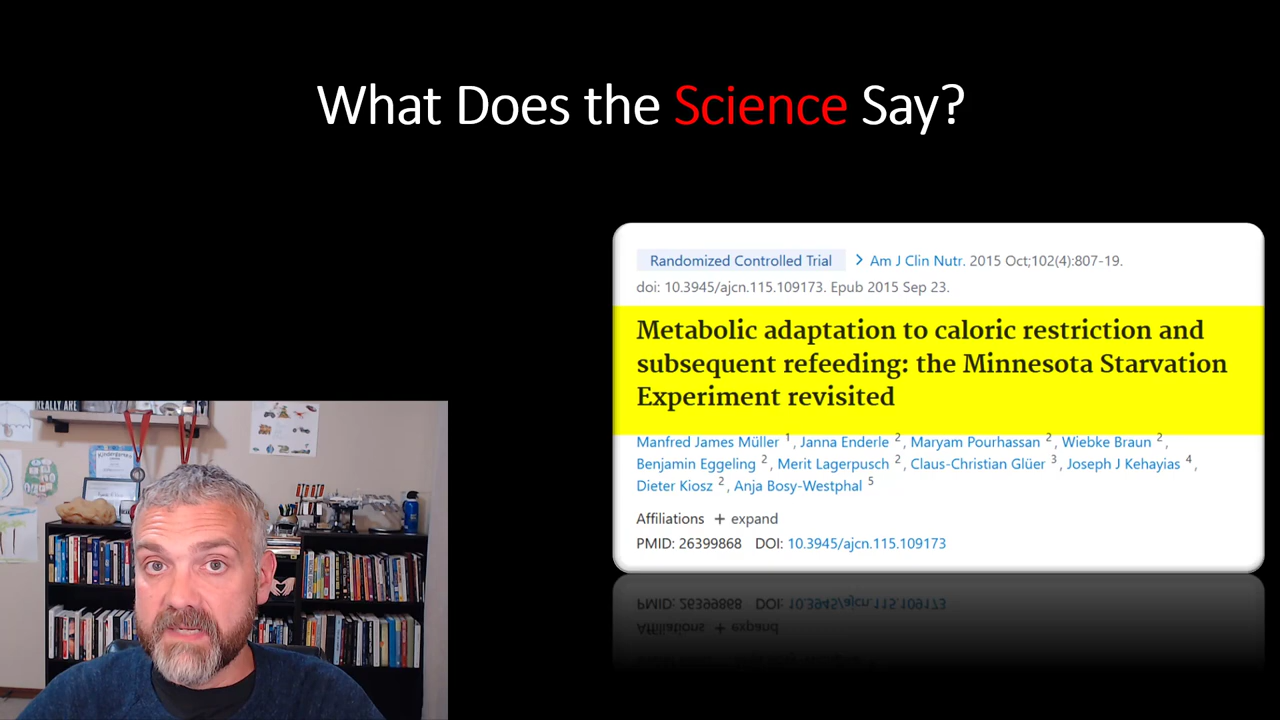 What Does the Science Say?
Randomized Controlled Trial > Am J Clin Nutr. 2015 Oct;102(4):807-19.
doi: 10.3945/ajcn.115.109173. Epub 2015 Sep 23.
Metabolic adaptation to caloric restriction and
subsequent refeeding: the Minnesota Starvation
Experiment revisited
Manfred James Müller 1, Janna Enderle 2, Maryam Pourhassan 2, Wiebke Braun 2,
Benjamin Eggeling 2, Merit Lagerpusch 2, Claus-Christian Glüer 3, Joseph J Kehayias 4,
Dieter Kiosz 2, Anja Bosy-Westphal 5
Affiliations + expand
PMID: 26399868 DOI: 10.3945/ajcn.115.109173
REALLY ARE